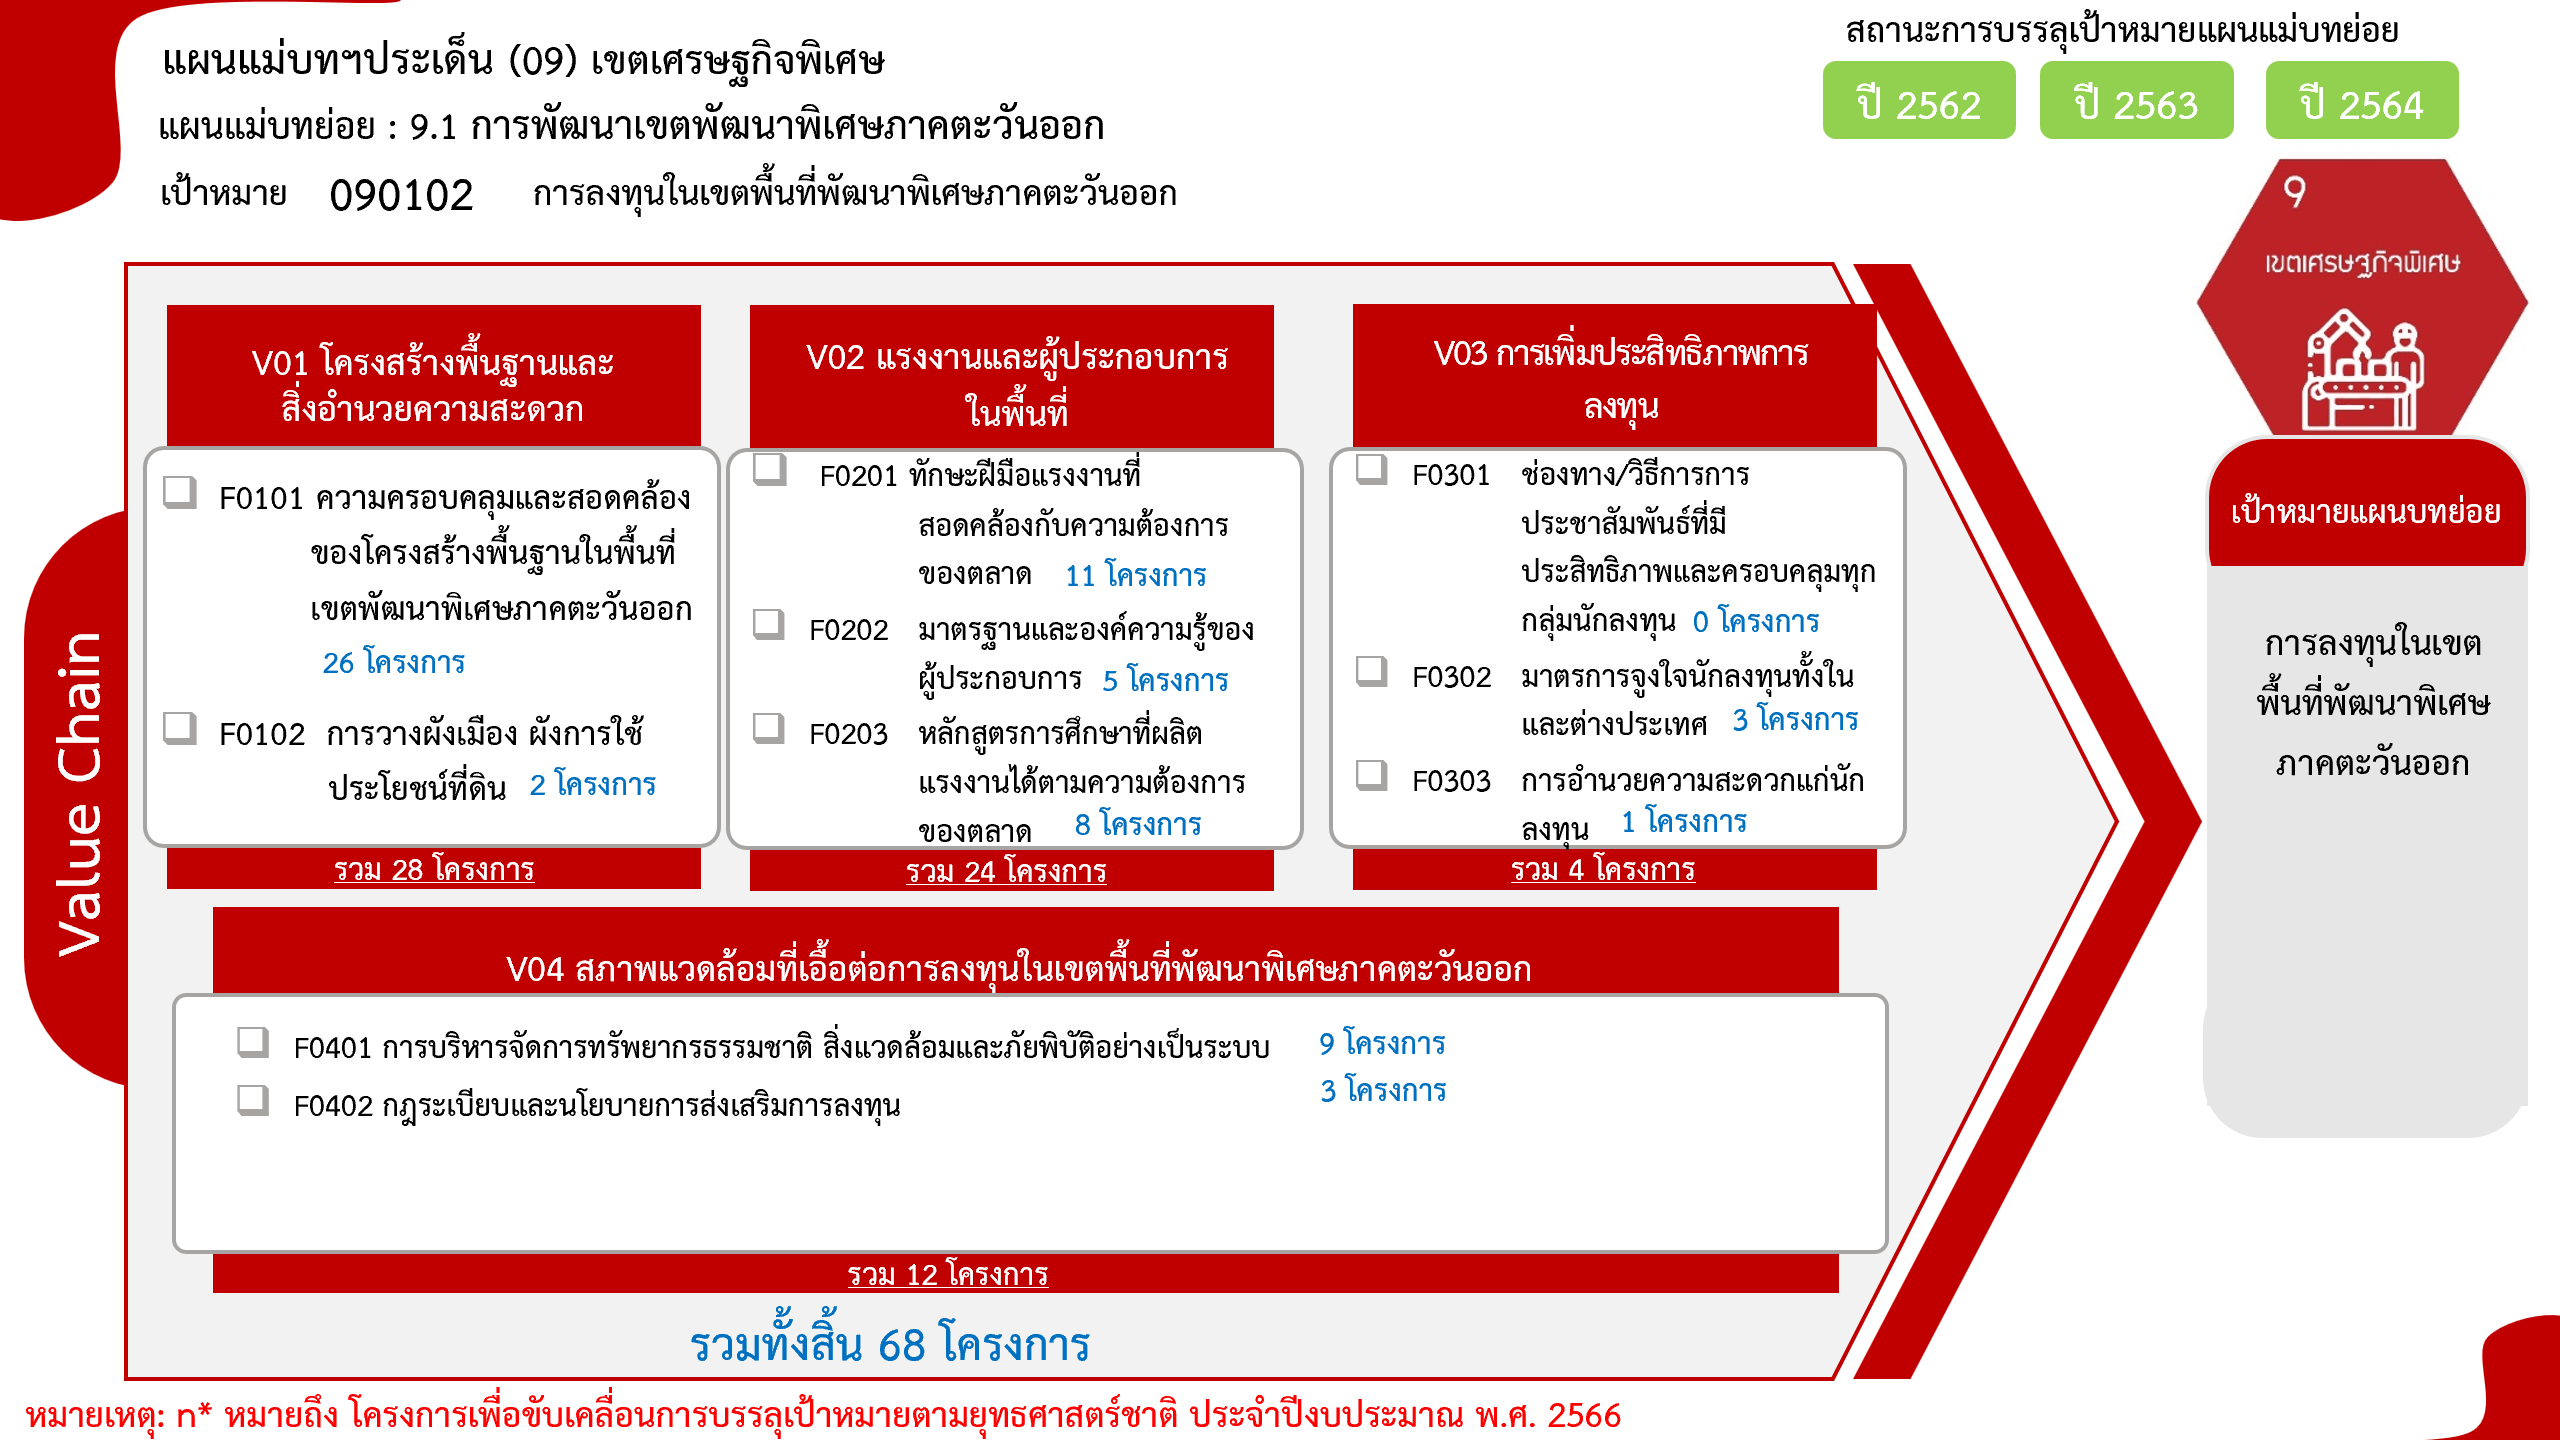 แผนแม่บทฯประเด็น (09) เขตเศรษฐกิจพิเศษ
แผนแม่บทย่อย : 9.1 การพัฒนาเขตพัฒนาพิเศษภาคตะวันออก
เป้าหมาย 090102 การลงทุนในเขตพื้นที่พัฒนาพิเศษภาคตะวันออก
สถานะการบรรลุเป้าหมายแผนแม่บทย่อย
ปี 2562 ปี 2563 ปี 2564
9
เขตเศรษฐกิจพิเศษ
Value Chain
V01 โครงสร้างพื้นฐานและ
สิ่งอำนวยความสะดวก
F0101 ความครอบคลุมและสอดคล้อง
ของโครงสร้างพื้นฐานในพื้นที่
เขตพัฒนาพิเศษภาคตะวันออก
26 โครงการ
F0102 การวางผังเมือง ผังการใช้
ประโยชน์ที่ดิน 2 โครงการ
รวม 28 โครงการ
V02 แรงงานและผู้ประกอบการ
ในพื้นที่
F0201 ทักษะฝีมือแรงงานที่
สอดคล้องกับความต้องการ
ของตลาด 11 โครงการ
F0202 มาตรฐานและองค์ความรู้ของ
ผู้ประกอบการ 5 โครงการ
F0203 หลักสูตรการศึกษาที่ผลิต
แรงงานได้ตามความต้องการ
ของตลาด 8 โครงการ
รวม 24 โครงการ
V03 การเพิ่มประสิทธิภาพการ
ลงทุน
F0301 ช่องทาง/วิธีการการ
ประชาสัมพันธ์ที่มี
ประสิทธิภาพและครอบคลุมทุก
กลุ่มนักลงทุน 0 โครงการ
F0302 มาตรการจูงใจนักลงทุนทั้งใน
และต่างประเทศ 3 โครงการ
F0303 การอำนวยความสะดวกแก่นัก
ลงทุน 1 โครงการ
รวม 4 โครงการ
V04 สภาพแวดล้อมที่เอื้อต่อการลงทุนในเขตพื้นที่พัฒนาพิเศษภาคตะวันออก
F0401 การบริหารจัดการทรัพยากรธรรมชาติ สิ่งแวดล้อมและภัยพิบัติอย่างเป็นระบบ 9 โครงการ
F0402 กฎระเบียบและนโยบายการส่งเสริมการลงทุน 3 โครงการ
รวม 12 โครงการ
รวมทั้งสิ้น 68 โครงการ
เป้าหมายแผนบทย่อย
การลงทุนในเขต
พื้นที่พัฒนาพิเศษ
ภาคตะวันออก
หมายเหตุ: n* หมายถึง โครงการเพื่อขับเคลื่อนการบรรลุเป้าหมายตามยุทธศาสตร์ชาติ ประจำปีงบประมาณ พ.ศ. 2566